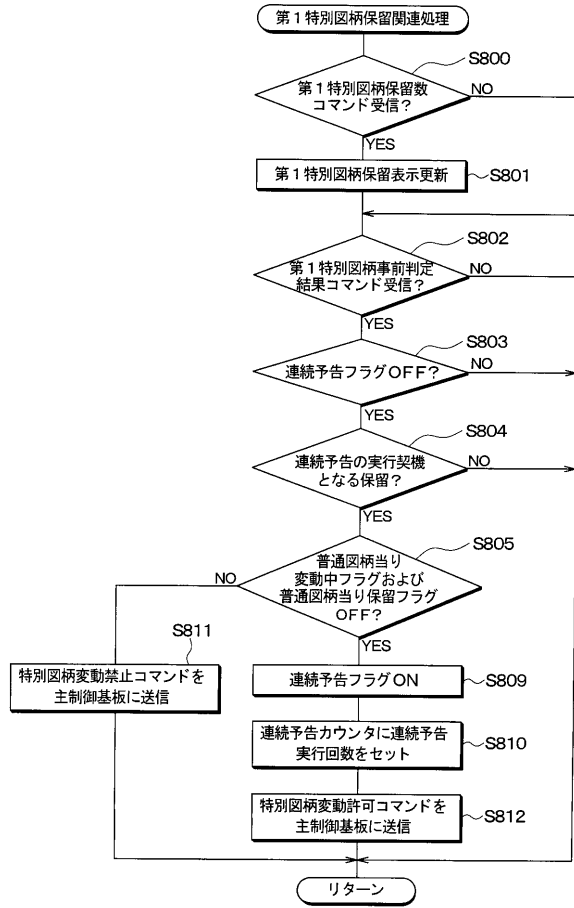 第1特別図柄保留関連処理
S800
第1特別図柄保留数
コマンド受信?
NO
YES
第1特別図柄保留表示更新
S801
S802
第1特別図柄事前判定
結果コマンド受信?
NO
YES
S803
連続予告フラグOFF?
NO
YES
S804
連続予告の実行契機
となる保留?
NO
YES
S805
普通図柄当り
変動中フラグおよび
普通図柄当り保留フラグ
OFF?
NO
YES
S811
特別図柄変動禁止コマンドを
主制御基板に送信
連続予告フラグON
S809
連続予告カウンタに連続予告
実行回数をセット
S810
特別図柄変動許可コマンドを
主制御基板に送信
S812
リターン